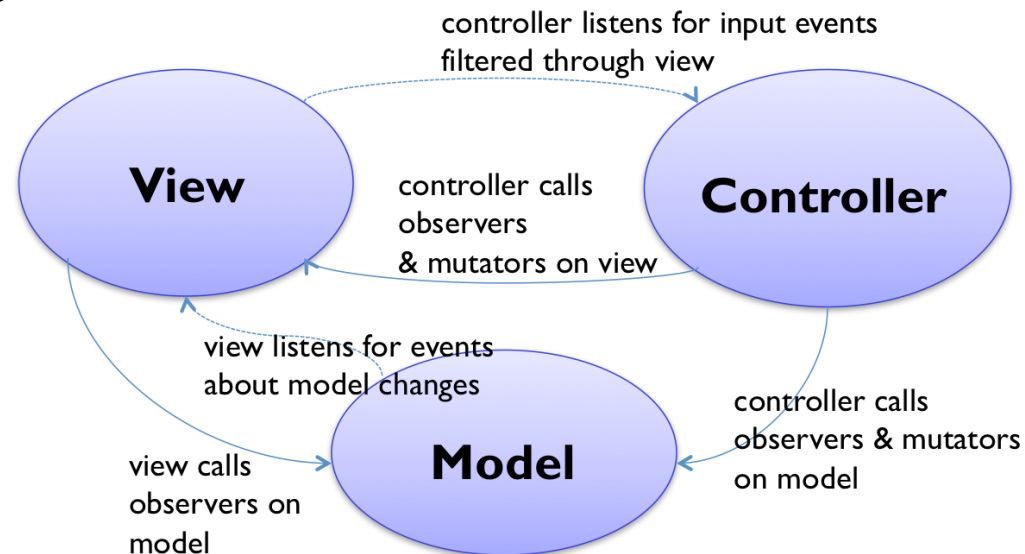 controller listens for input events
filtered through view
View
Controller
controller calls
observers
& mutators on view
view listens for events
about model changes
controller calls
observers & mutators
on model
Model
view calls
observers on
model